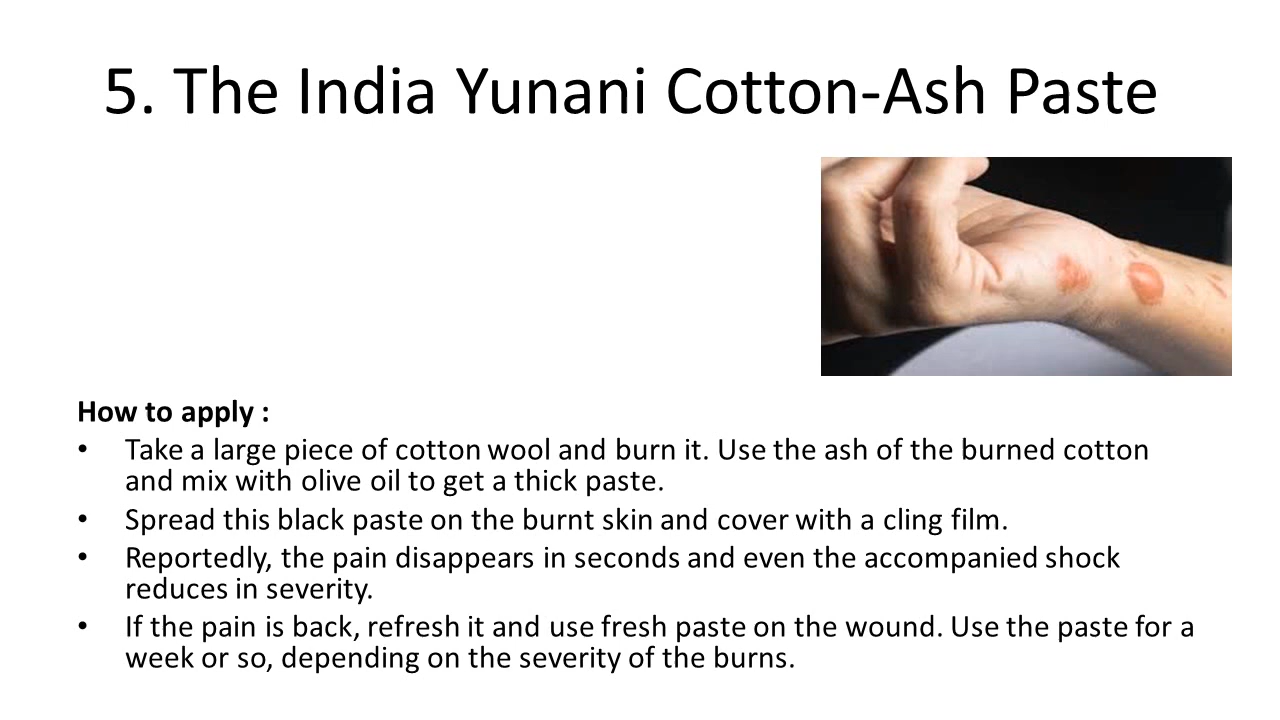 5. The India Yunani Cotton-Ash Paste
How to apply :
• Take a large piece of cotton wool and burn it. Use the ash of the burned cotton
and mix with olive oil to get a thick paste.
• Spread this black paste on the burnt skin and cover with a cling film.
• Reportedly, the pain disappears in seconds and even the accompanied shock
reduces in severity.
• If the pain is back, refresh it and use fresh paste on the wound. Use the paste for a
week or so, depending on the severity of the burns.